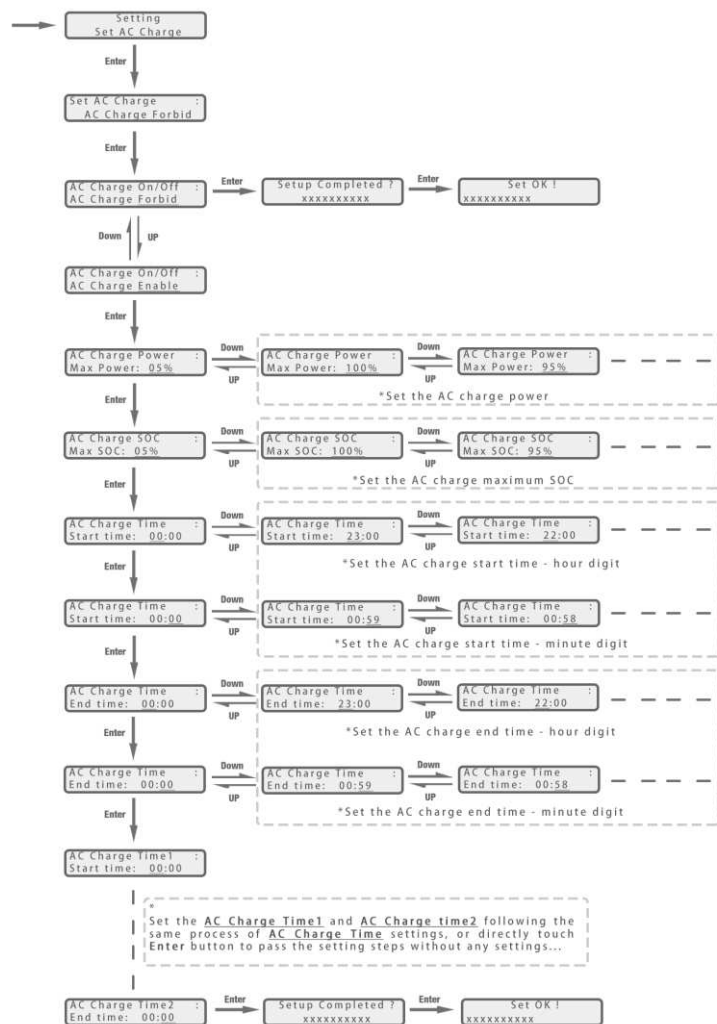 Setting
Set AC Charge
Enter
Set AC Charge :
AC Charge Forbid
Enter
AC Charge On/Off :
AC Charge Forbid
Enter
Setup Completed ?
xxxxxxxxxx
Enter
Set OK !
xxxxxxxxxx
Down
UP
AC Charge On/Off :
AC Charge Enable
Enter
AC Charge Power :
Max Power: 05%
Down
UP
AC Charge Power :
Max Power: 100%
Down
UP
AC Charge Power :
Max Power: 95%
*Set the AC charge power
Enter
AC Charge SOC :
Max SOC: 05%
Down
UP
AC Charge SOC :
Max SOC: 100%
Down
UP
AC Charge SOC :
Max SOC: 95%
*Set the AC charge maximum SOC
Enter
AC Charge Time :
Start time: 00:00
Down
UP
AC Charge Time :
Start time: 23:00
Down
UP
AC Charge Time :
Start time: 22:00
*Set the AC charge start time - hour digit
Enter
AC Charge Time :
Start time: 00:00
Down
UP
AC Charge Time :
Start time: 00:59
Down
UP
AC Charge Time :
Start time: 00:58
*Set the AC charge start time - minute digit
Enter
AC Charge Time :
End time: 00:00
Down
UP
AC Charge Time :
End time: 23:00
Down
UP
AC Charge Time :
End time: 22:00
*Set the AC charge end time - hour digit
Enter
AC Charge Time :
End time: 00:00
Down
UP
AC Charge Time :
End time: 00:59
Down
UP
AC Charge Time :
End time: 00:58
*Set the AC charge end time - minute digit
Enter
AC Charge Time1 :
Start time: 00:00
*
Set the AC Charge Time1 and AC Charge time2 following the
same process of AC Charge Time settings, or directly touch
Enter button to pass the setting steps without any settings...
AC Charge Time2 :
End time: 00:00
Enter
Setup Completed ?
xxxxxxxxxx
Enter
Set OK !
xxxxxxxxxx